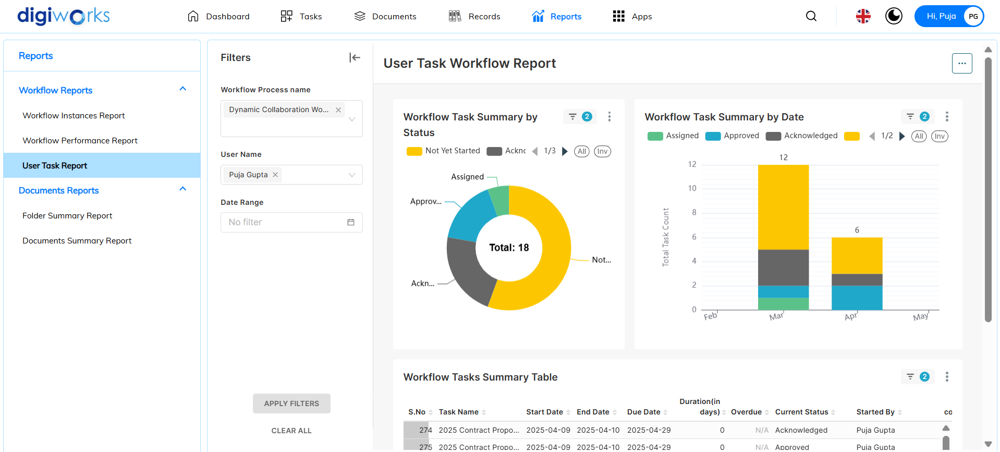 digiworks
Dashboard
Tasks
Documents
Records
Reports
Apps
Hi, Puja
PG
Reports
Workflow Reports
Workflow Instances Report
Workflow Performance Report
User Task Report
Documents Reports
Folder Summary Report
Documents Summary Report
Filters
Workflow Process name
Dynamic Collaboration Wo...
User Name
Puja Gupta
Date Range
No filter
APPLY FILTERS
CLEAR ALL
User Task Workflow Report
Workflow Task Summary by
Status
2
Not Yet Started
Acknc
1/3
All
Inv
Assigned
Approv...
Ackn...
Not...
Total: 18
Workflow Task Summary by Date
2
Assigned
Approved
Acknowledged
1/2
All
Inv
Total Task Count
12
10
8
6
4
2
0
12
6
Feb
Mar
Apr
May
Workflow Tasks Summary Table
2
S.No Task Name Start Date End Date Due Date Duration(in days) Overdue Current Status Started By co
274 2025 Contract Propo... 2025-04-09 2025-04-10 2025-04-29 0 N/A Acknowledged Puja Gupta
275 2025 Contract Propo... 2025-04-09 2025-04-10 2025-04-29 0 N/A Approved Puja Gupta